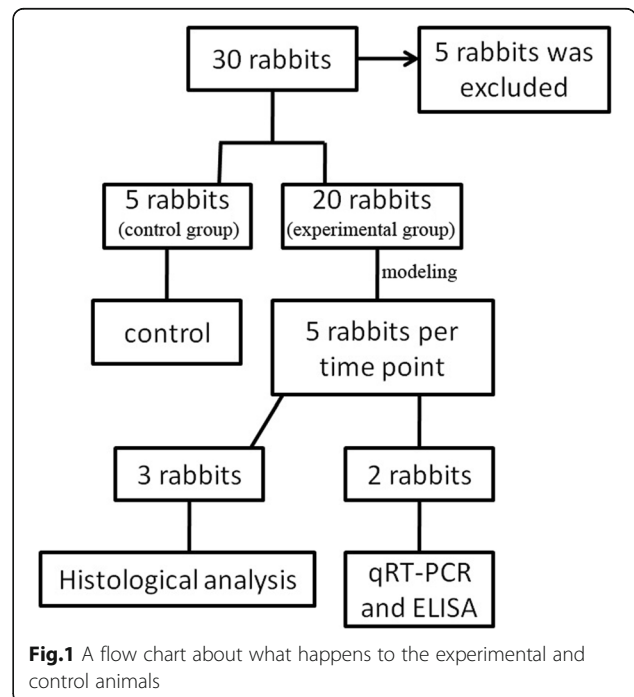 30 rabbits
5 rabbits was
excluded
5 rabbits
(control group)
20 rabbits
(experimental group)
modeling
control
5 rabbits per
time point
3 rabbits
2 rabbits
Histological analysis
qRT-PCR
and ELISA
Fig.1 A flow chart about what happens to the experimental and
control animals